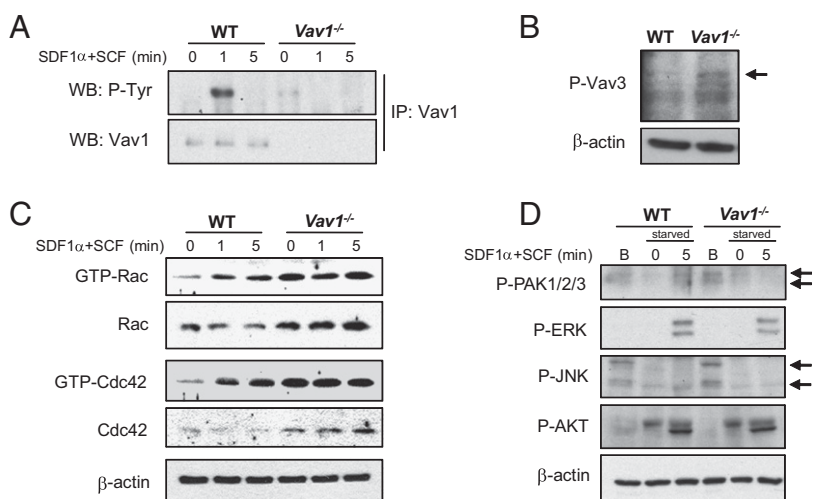 A
WT Vav1-/-
SDF1α+SCF (min) 0 1 5 0 1 5
WB: P-Tyr
IP: Vav1
WB: Vav1
B
WT Vav1-/-
P-Vav3
β-actin
C
WT Vav1-/-
SDF1α+SCF (min) 0 1 5 0 1 5
GTP-Rac
Rac
GTP-Cdc42
Cdc42
β-actin
D
WT Vav1-/-
starved starved
SDF1α+SCF (min) B 0 5 B 0 5
P-PAK1/2/3
P-ERK
P-JNK
P-AKT
β-actin